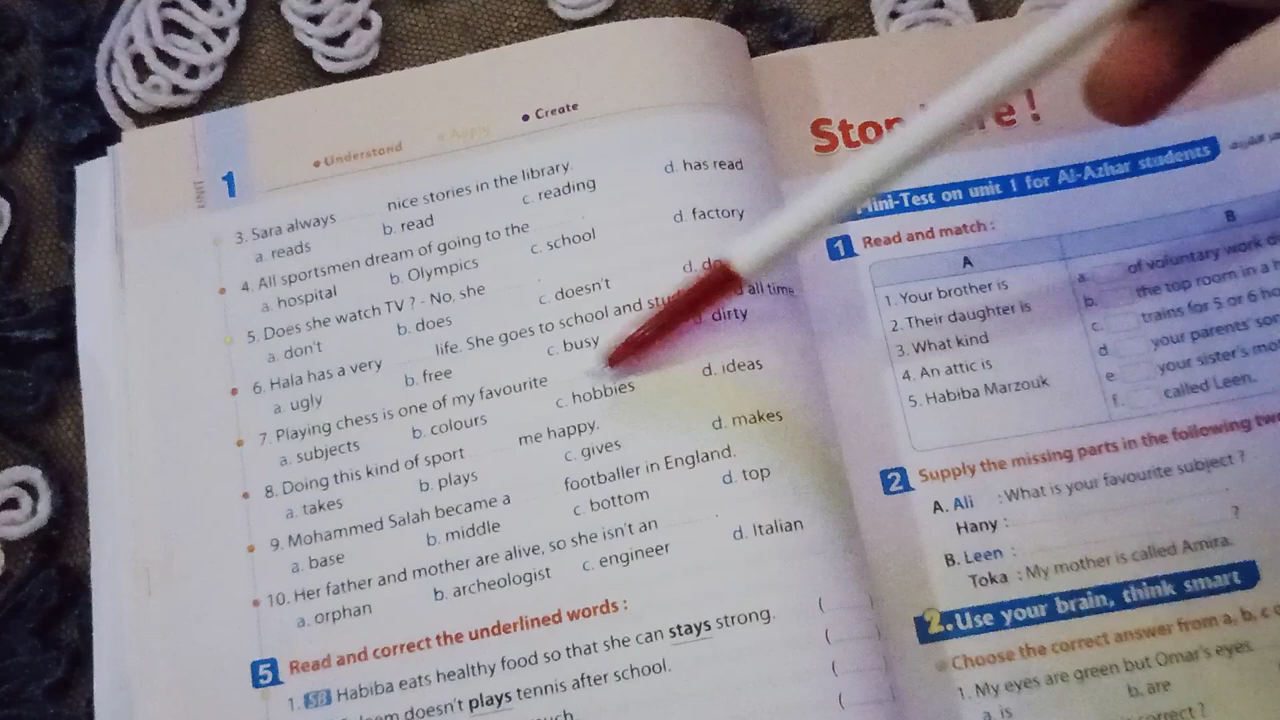 UNIT 1
Understand
Apply
Create
3. Sara always nice stories in the library.
a. reads b. read c. reading d. has read
4. All sportsmen dream of going to the
a. hospital b. Olympics c. school d. factory
5. Does she watch TV ? - No, she .
a. don't b. does c. doesn't d. do
6. Hala has a very life. She goes to school and all time
a. ugly b. free c. busy d. dirty
7. Playing chess is one of my favourite
a. subjects b. colours c. hobbies d. ideas
8. Doing this kind of sport me happy.
a. takes b. plays c. gives d. makes
9. Mohammed Salah became a footballer in England.
a. base b. middle c. bottom d. top
10. Her father and mother are alive, so she isn't an .
a. orphan b. archeologist c. engineer d. Italian
5 Read and correct the underlined words :
1. SB Habiba eats healthy food so that she can stays strong. ( )
doesn't plays tennis after school. ( )
Mini-Test on unit 1 for Al-Azhar students
1 Read and match :
A B
1. Your brother is
2. Their daughter is
3. What kind
4. An attic is
5. Habiba Marzouk
a. of voluntary work
b. the top room in a
c. trains for 5 or 6
d your parents' son
e. your sister's
f. called Leen.
2 Supply the missing parts in the following
A. Ali : What is your favourite subject ?
Hany : .
B. Leen : ?
Toka : My mother is called Amira.
2. Use your brain, think smart
Choose the correct answer from a, b, c
1. My eyes are green but Omar's eyes
a. is b. are